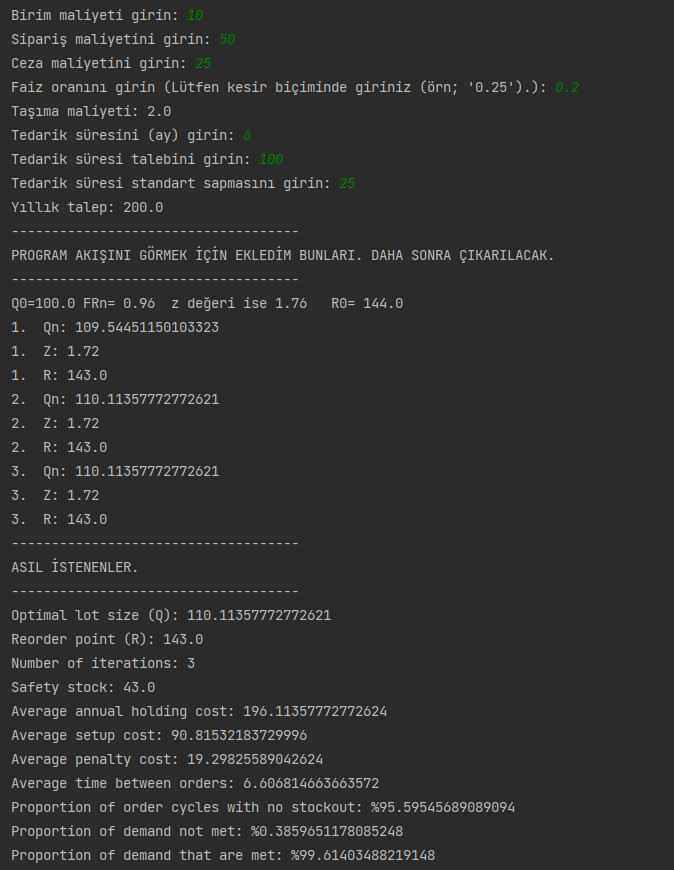 Birim maliyeti girin: 10
Sipariş maliyetini girin: 50
Ceza maliyetini girin: 25
Faiz oranını girin (Lütfen kesir biçiminde giriniz (örn; '0.25').): 0.2
Taşıma maliyeti: 2.0
Tedarik süresini (ay) girin: 6
Tedarik süresi talebini girin: 100
Tedarik süresi standart sapmasını girin: 25
Yıllık talep: 200.0
------------------------------------
PROGRAM AKIŞINI GÖRMEK İÇİN EKLEDİM BUNLARI. DAHA SONRA ÇIKARILACAK.
------------------------------------
Q0=100.0 FRn= 0.96  z değeri ise 1.76   R0= 144.0
1.  Qn: 109.54451150103323
1.  Z: 1.72
1.  R: 143.0
2.  Qn: 110.11357772772621
2.  Z: 1.72
2.  R: 143.0
3.  Qn: 110.11357772772621
3.  Z: 1.72
3.  R: 143.0
------------------------------------
ASIL İSTENENLER.
------------------------------------
Optimal lot size (Q): 110.11357772772621
Reorder point (R): 143.0
Number of iterations: 3
Safety stock: 43.0
Average annual holding cost: 196.11357772772624
Average setup cost: 90.81532183729996
Average penalty cost: 19.29825589042624
Average time between orders: 6.606814663663572
Proportion of order cycles with no stockout: %95.59545689089094
Proportion of demand not met: %0.3859651178085248
Proportion of demand that are met: %99.61403488219148